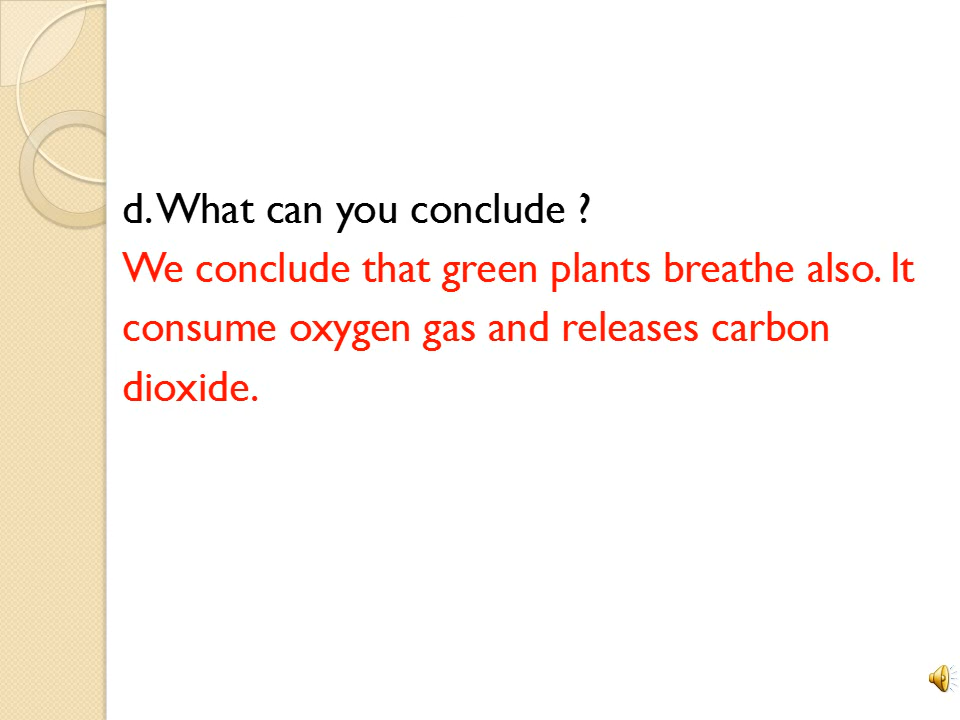 d. What can you conclude ?
We conclude that green plants breathe also. It
consume oxygen gas and releases carbon
dioxide.